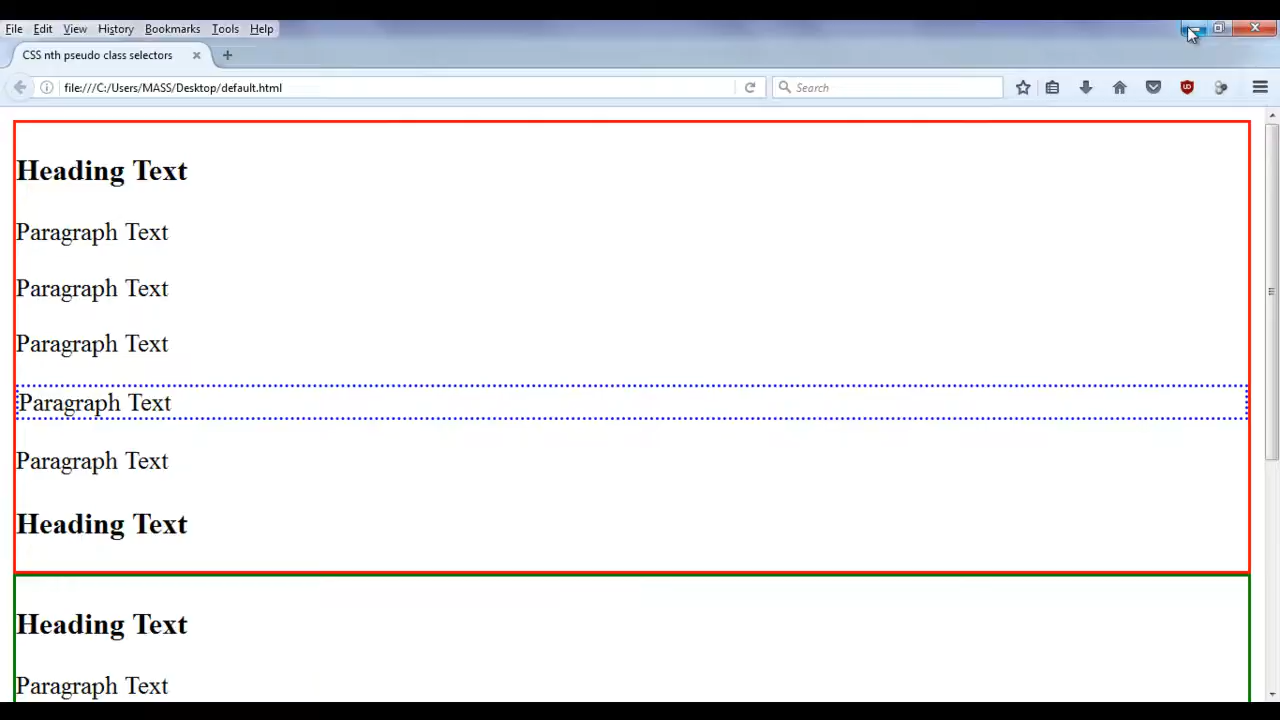 File Edit View History Bookmarks Tools Help
CSS nth pseudo class selectors
file:///C:/Users/MASS/Desktop/default.html
Search
Heading Text
Paragraph Text
Paragraph Text
Paragraph Text
Paragraph Text
Paragraph Text
Heading Text
Heading Text
Paragraph Text